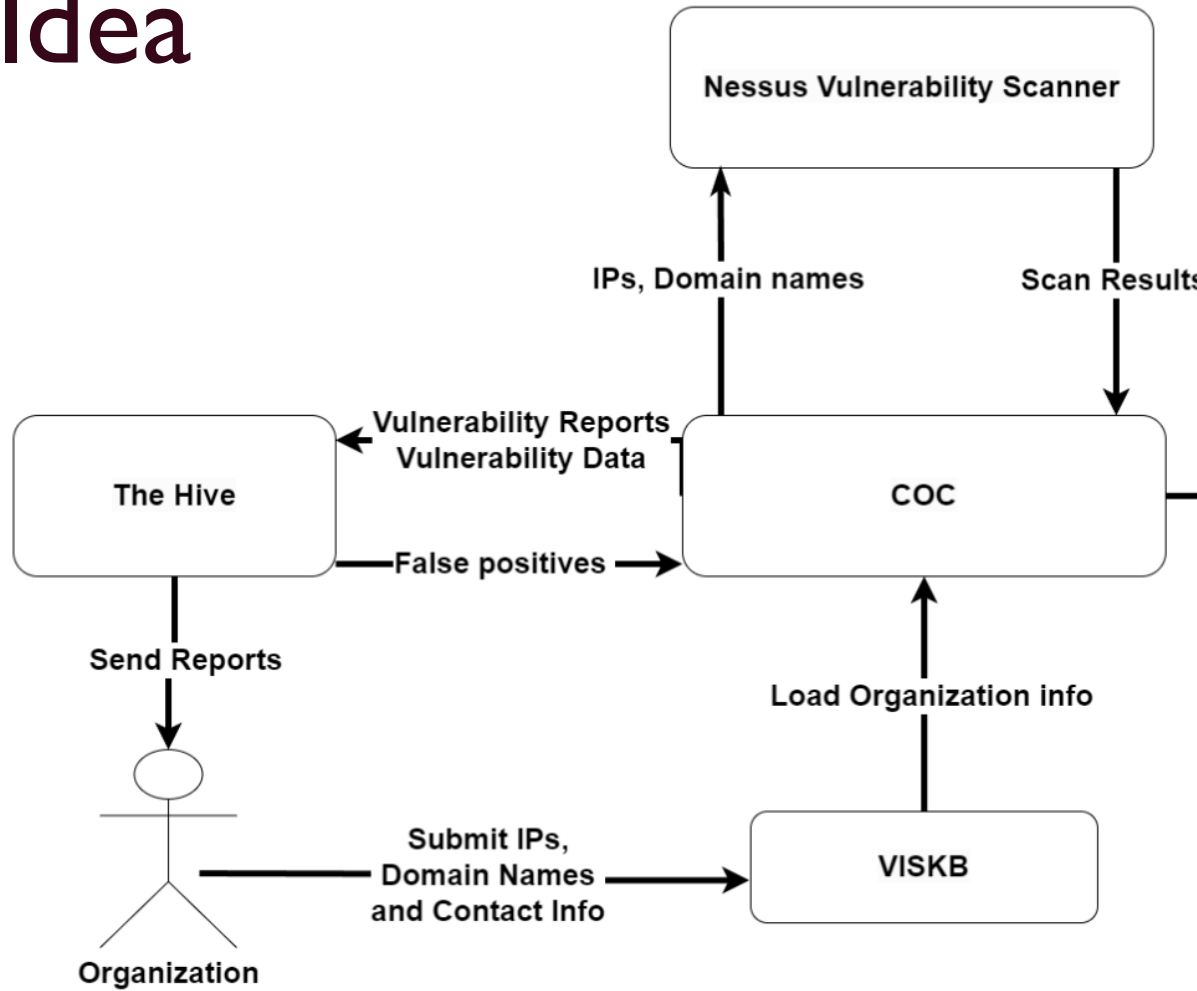 Idea
Nessus Vulnerability Scanner
IPs, Domain names
Scan Results
Vulnerability Reports
Vulnerability Data
The Hive
COC
False positives
Send Reports
Load Organization info
Submit IPs,
Domain Names
and Contact Info
VISKB
Organization